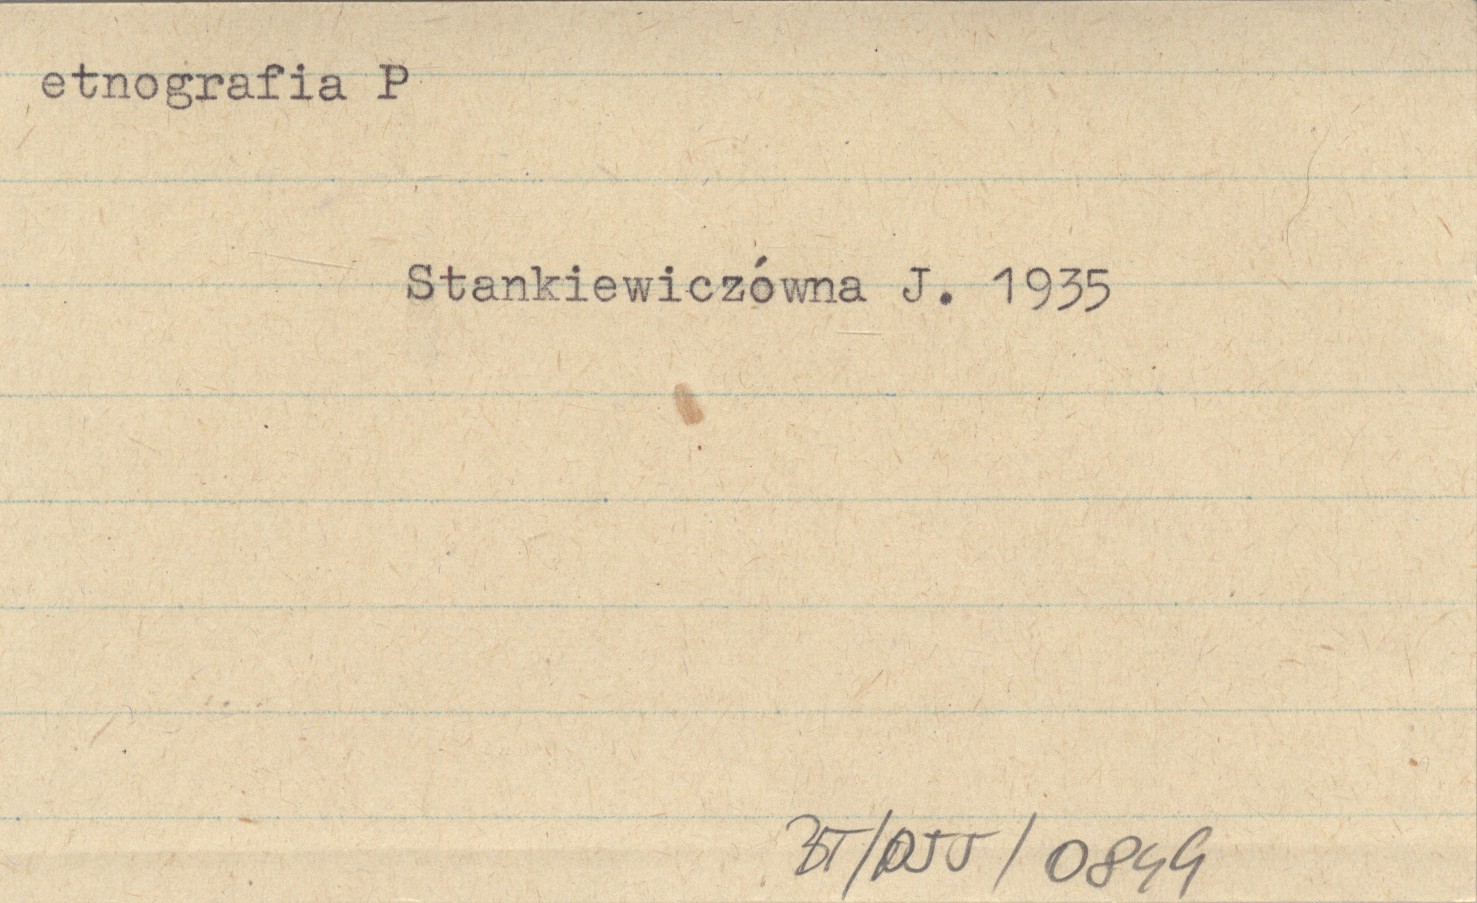 etnografia P
Stankiewiczówna J. 1935